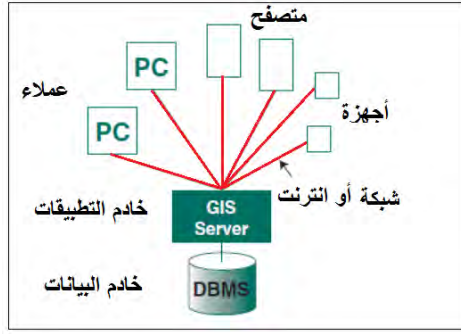 متصفح
PC
عملاء
PC
أجهزة
شبكة أو انترنت
خادم التطبيقات
GIS
Server
خادم البيانات
DBMS